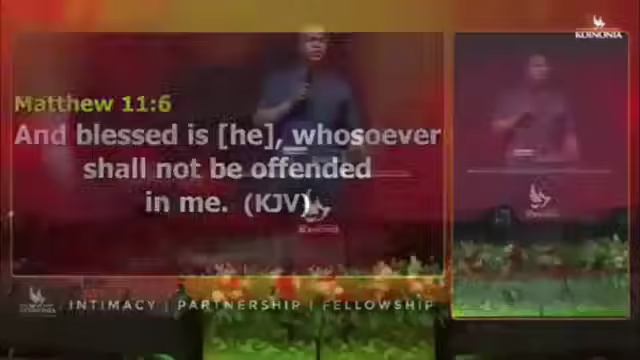 KOINONIA
Matthew 11:6
And blessed is [he], whosoever
shall not be offended
in me. (KJV)
KOINONIA
INTIMACY | PARTNERSHIP | FELLOWSHIP